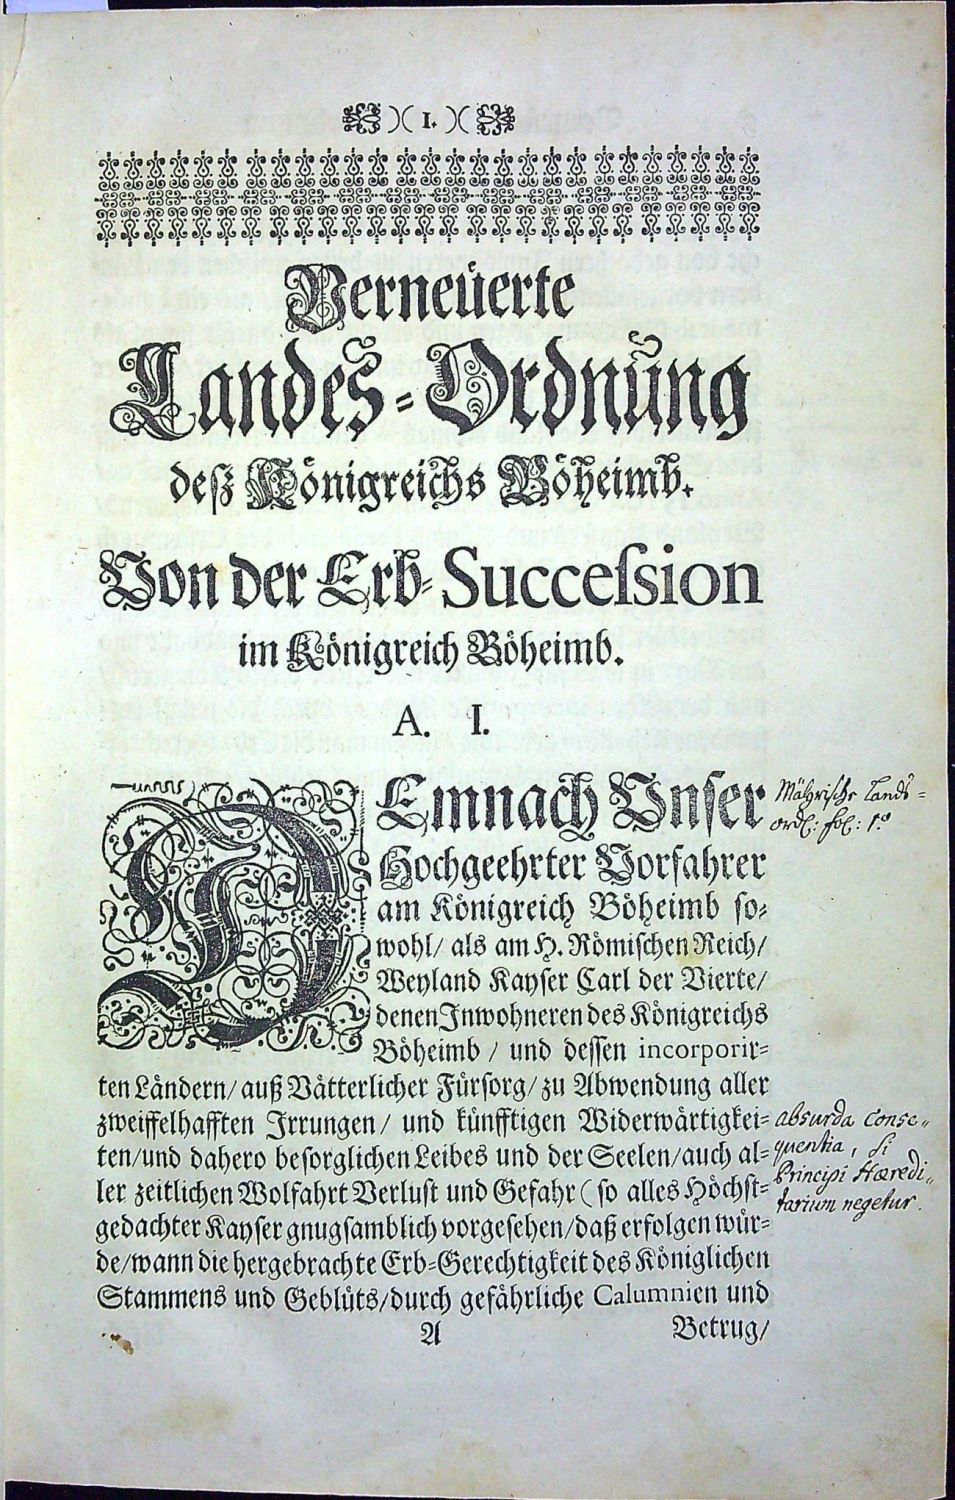 )( I. )(
Verneuerte
Landes-Ordnung
deß Königreichs Böheimb.
Von der Erb-Succession
im Königreich Böheimb.
A. I.
DEmnach Unser
Hochgeehrter Vorfahrer
am Königreich Böheimb so-
wohl/ als am H. Römischen Reich/
Weyland Kayser Carl der Vierte/
denen Inwohneren des Königreichs
Böheimb / und dessen incorporir-
ten Ländern/ auß Vätterlicher Fürsorg/ zu Abwendung aller
zweiffelhafften Irrungen/ und künfftigen Widerwärtigkei-
ten/und dahero besorglichen Leibes und der Seelen/auch al-
ler zeitlichen Wolfahrt Verlust und Gefahr ( so alles Höchst-
gedachter Kayser gnugsamblich vorgesehen/daß erfolgen wür-
de/wann die hergebrachte Erb-Gerechtigkeit des Königlichen
Stammens und Geblüts/durch gefährliche Calumnien und
A Betrug/
Mährische Lands-
ordl: fol: 1.º
absurda conse-
quentia, si
Principi Hæredi-
tarium negetur.